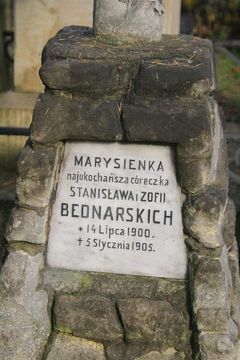 MARYSIENKA
najukochańsza córeczka
STANISŁAWA i ZOFII
BEDNARSKICH
* 14 Lipca 1900.
† 5 Stycznia 1905.